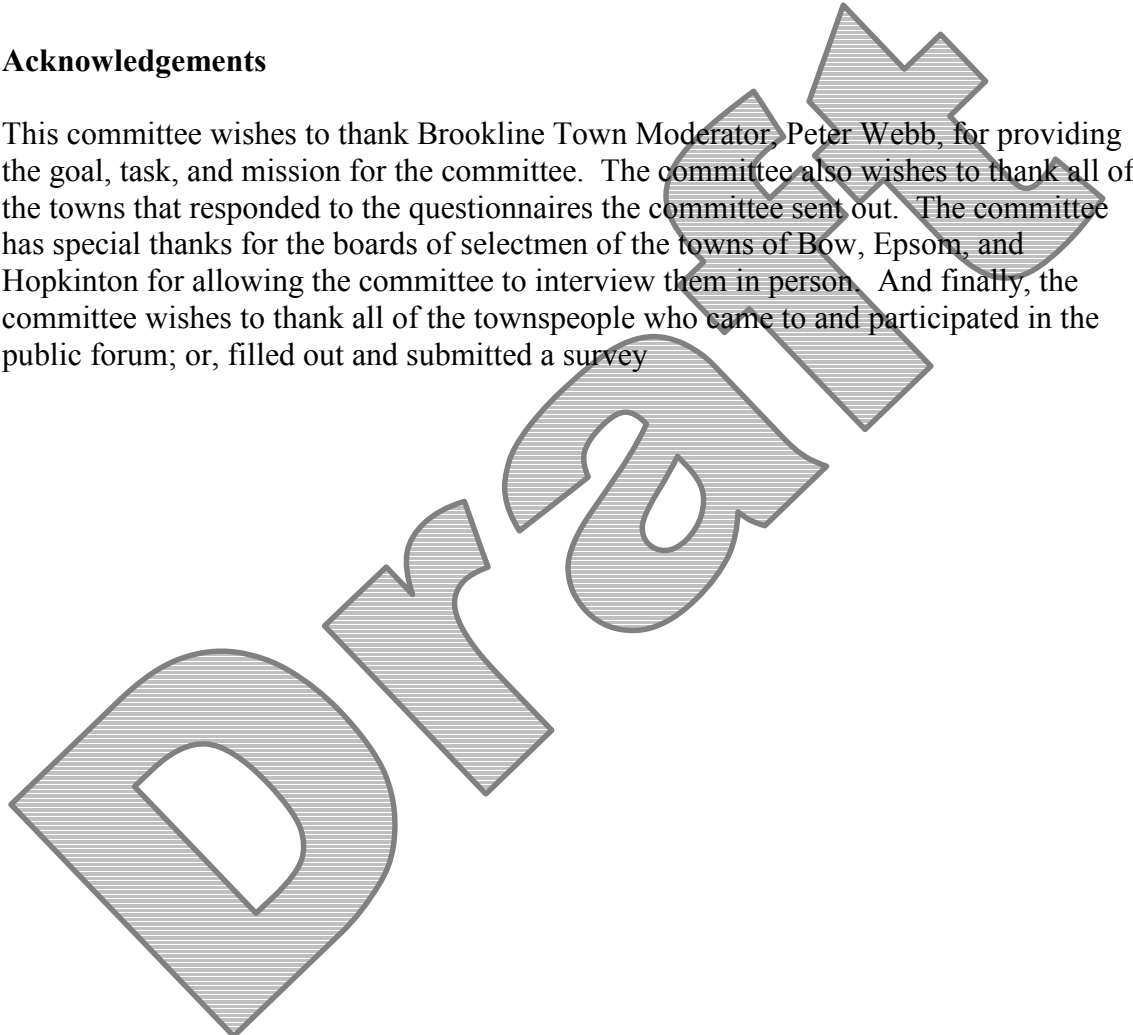 Acknowledgements
This committee wishes to thank Brookline Town Moderator, Peter Webb, for providing
the goal, task, and mission for the committee.  The committee also wishes to thank all of
the towns that responded to the questionnaires the committee sent out.  The committee
has special thanks for the boards of selectmen of the towns of Bow, Epsom, and
Hopkinton for allowing the committee to interview them in person.  And finally, the
committee wishes to thank all of the townspeople who came to and participated in the
public forum; or, filled out and submitted a survey
Draft